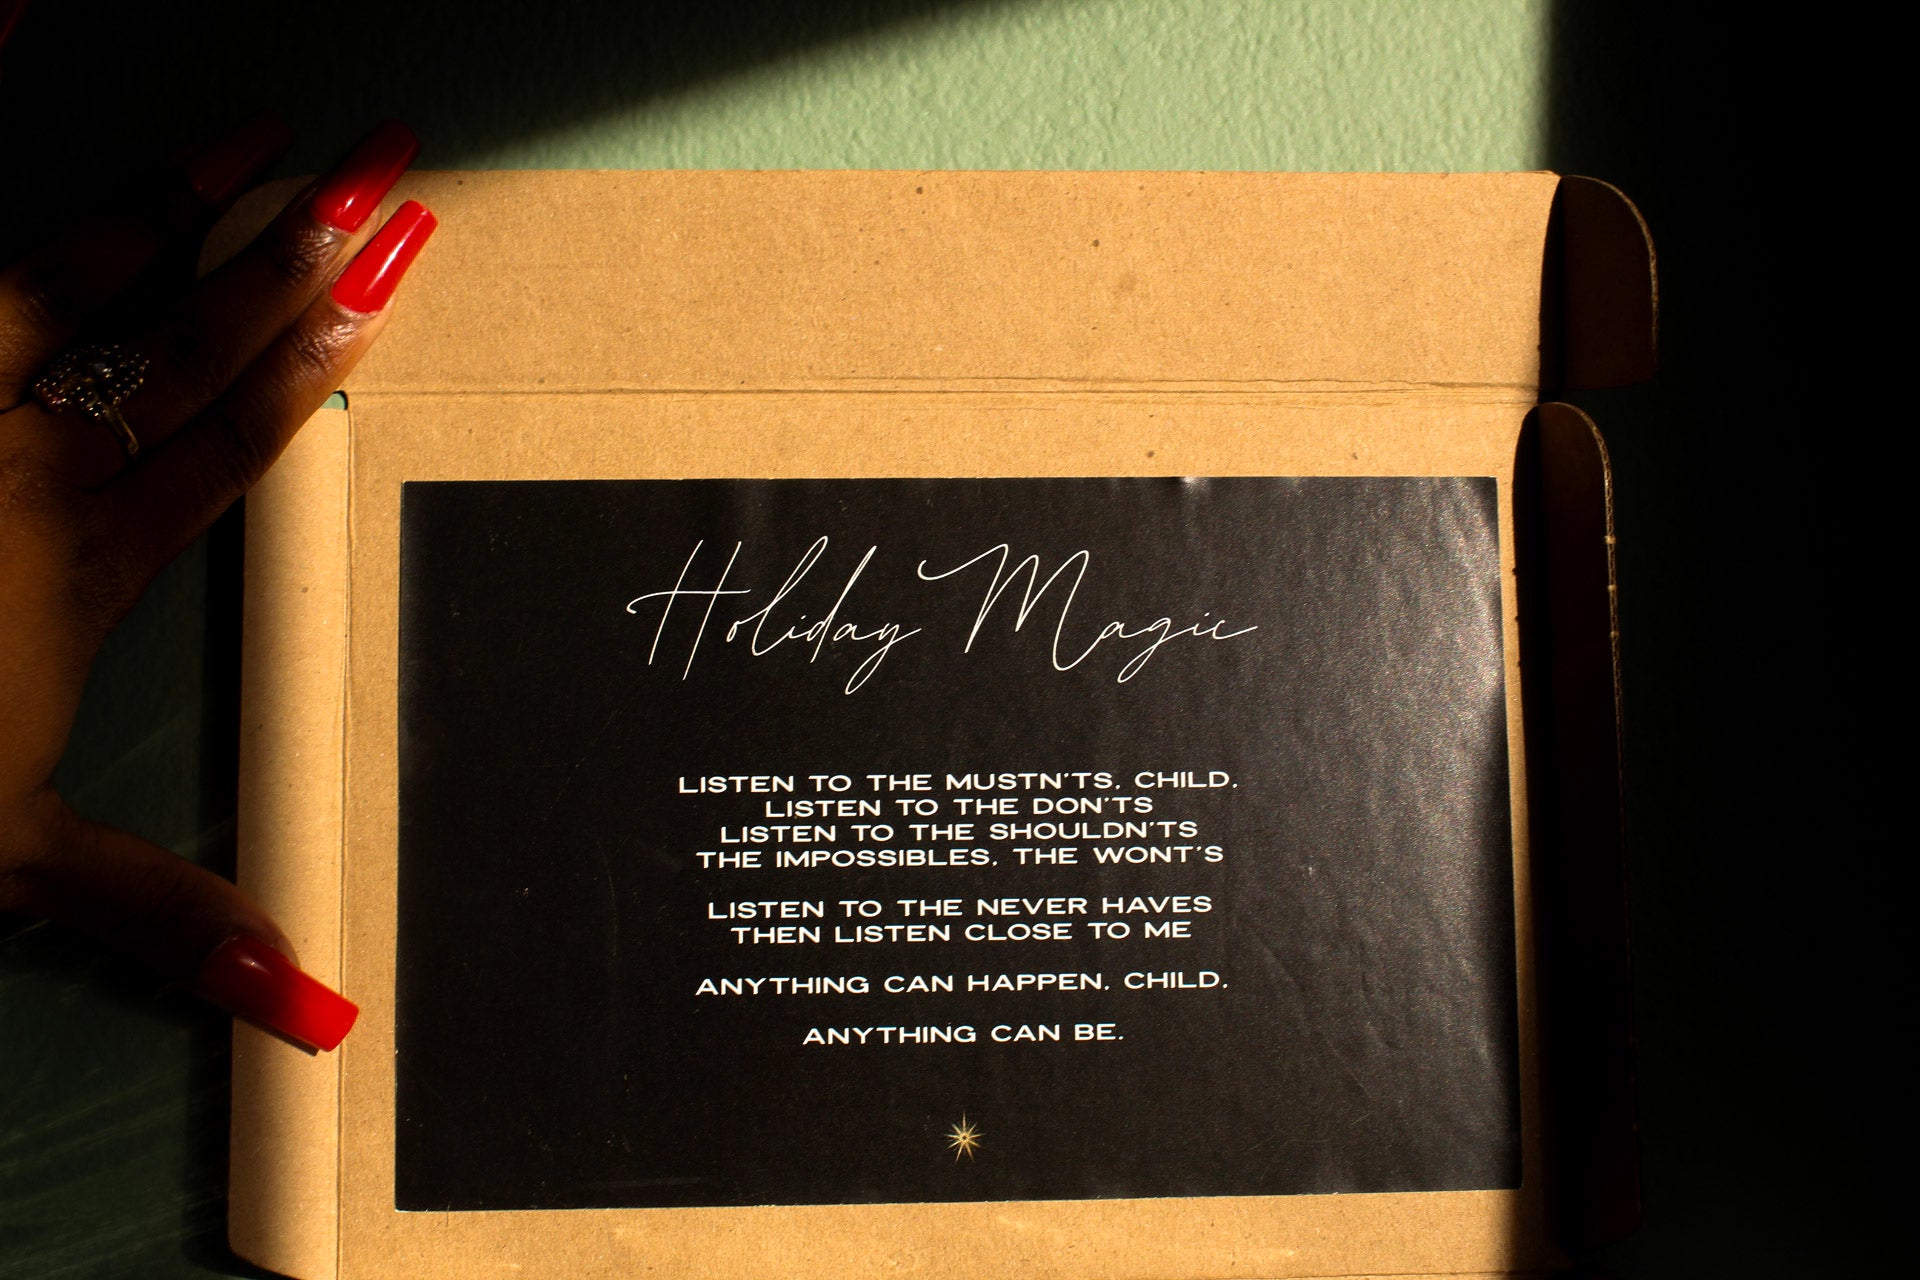 Holiday Magic
LISTEN TO THE MUSTN'TS, CHILD,
LISTEN TO THE DON'TS
LISTEN TO THE SHOULDN'TS
THE IMPOSSIBLES, THE WONT'S
LISTEN TO THE NEVER HAVES
THEN LISTEN CLOSE TO ME
ANYTHING CAN HAPPEN, CHILD,
ANYTHING CAN BE.